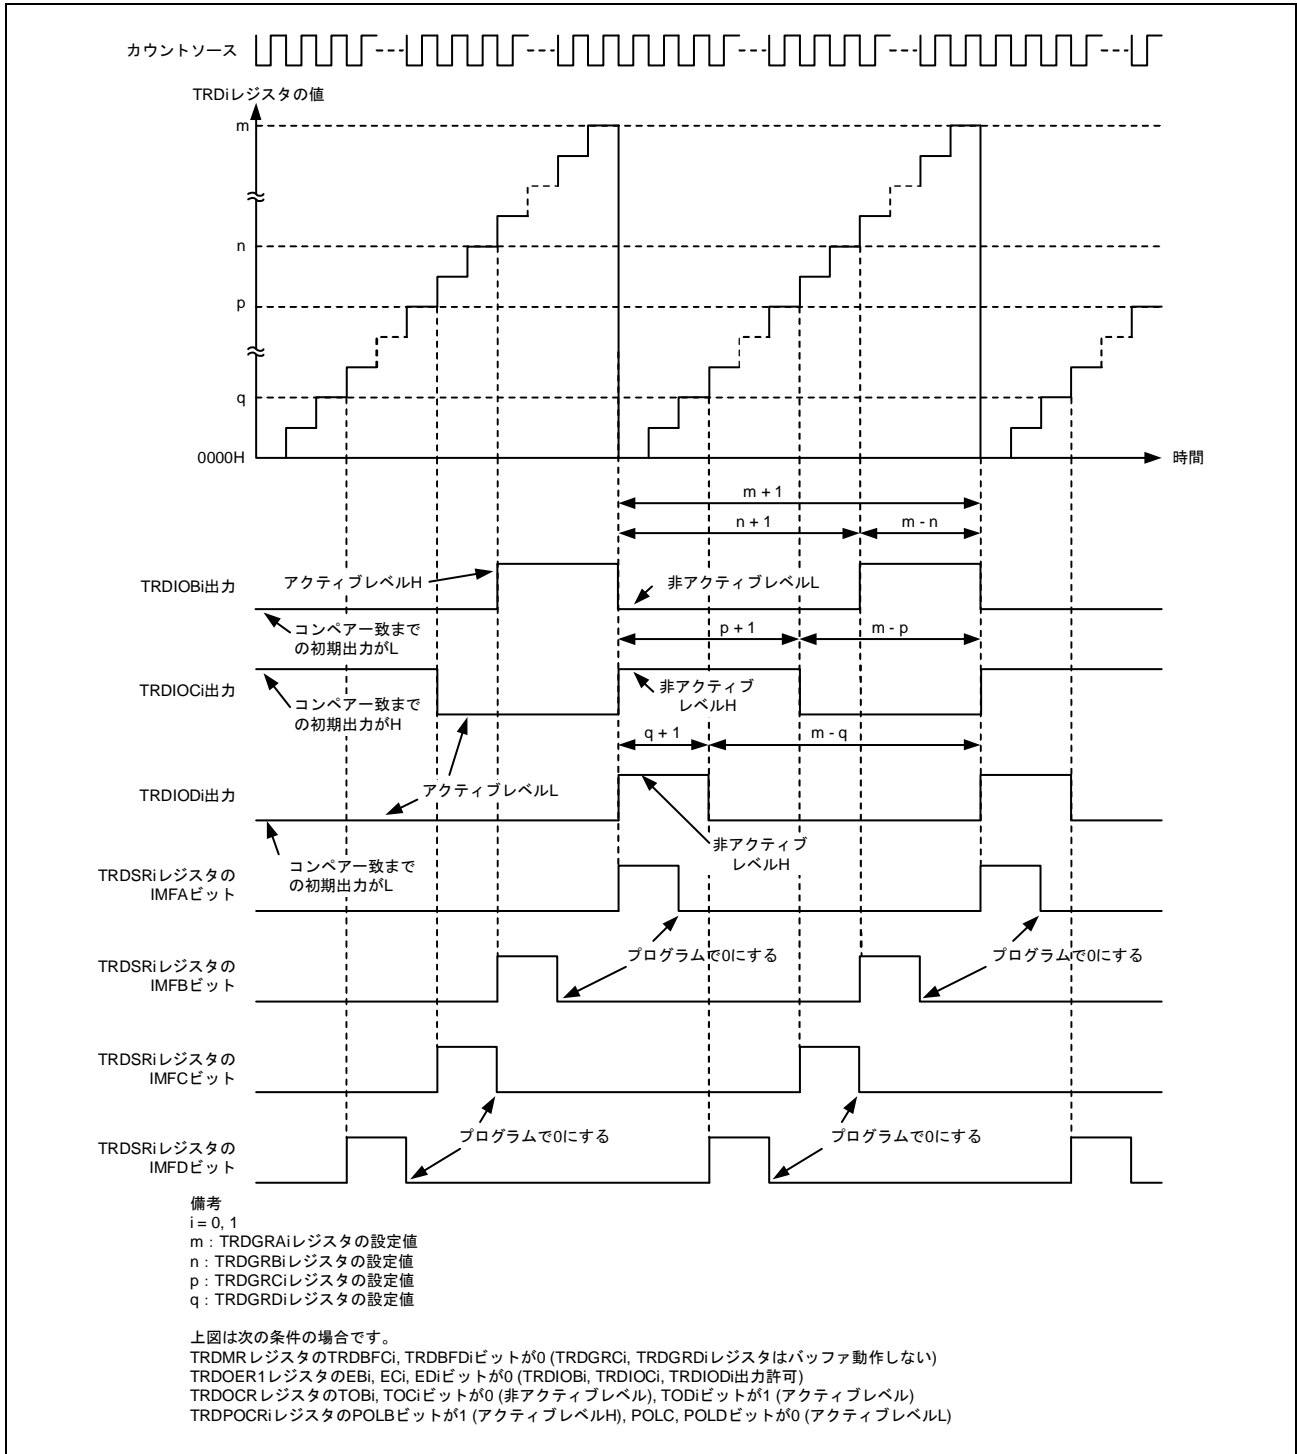 カウントソース
TRDiレジスタの値
m
n
p
q
0000H
時間
m + 1
n + 1
m - n
TRDIOBi出力
アクティブレベルH
非アクティブレベルL
コンペアー致まで
の初期出力がL
p + 1
m - p
TRDIOCi出力
コンペアー致まで
の初期出力がH
非アクティブ
レベルH
q + 1
m - q
TRDIODi出力
アクティブレベルL
非アクティブ
レベルH
コンペアー致まで
の初期出力がL
TRDSRiレジスタの
IMFAビット
プログラムで0にする
プログラムで0にする
TRDSRiレジスタの
IMFBビット
TRDSRiレジスタの
IMFCビット
プログラムで0にする
プログラムで0にする
TRDSRiレジスタの
IMFDビット
備考
i = 0, 1
m : TRDGRAiレジスタの設定値
n : TRDGRBiレジスタの設定値
p : TRDGRCiレジスタの設定値
q : TRDGRDiレジスタの設定値
上図は次の条件の場合です。
TRDMRレジスタのTRDBFCi, TRDBFDiビットが0 (TRDGRCi, TRDGRDiレジスタはバッファ動作しない)
TRDOER1レジスタのEBi, ECi, EDiビットが0 (TRDIOBi, TRDIOCi, TRDIODi出力許可)
TRDOCRレジスタのTOBi, TOCiビットが0 (非アクティブレベル), TODiビットが1 (アクティブレベル)
TRDPOCRiレジスタのPOLBビットが1 (アクティブレベルH), POLC, POLDビットが0 (アクティブレベルL)